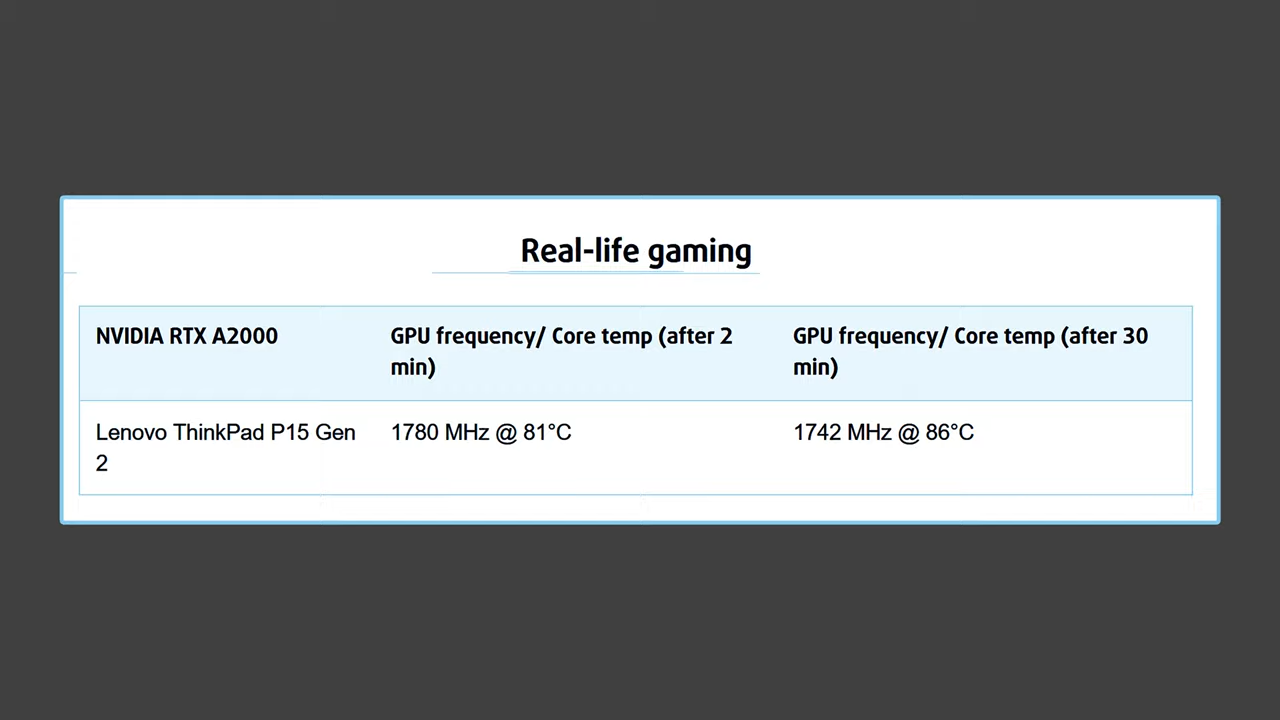 Real-life gaming
NVIDIA RTX A2000
GPU frequency/ Core temp (after 2
min)
GPU frequency/ Core temp (after 30
min)
Lenovo ThinkPad P15 Gen
2
1780 MHz @ 81°C
1742 MHz @ 86°C